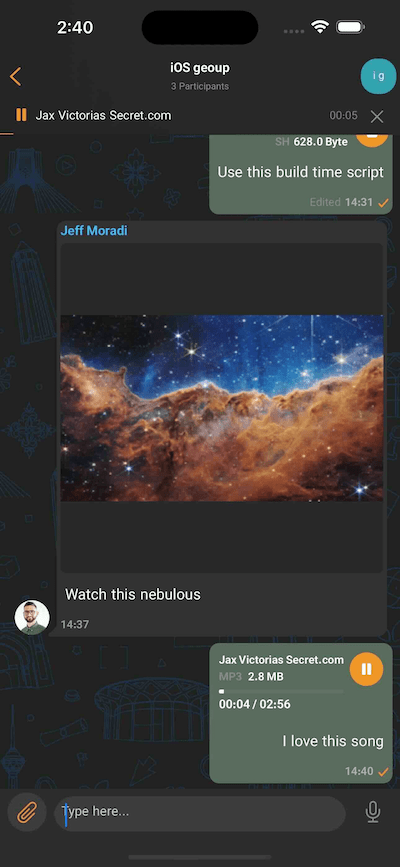 2:40
iOS geoup
3 Participants
i g
Jax Victorias Secret.com
00:05
SH 628.0 Byte
Use this build time script
Edited 14:31
Jeff Moradi
Watch this nebulous
14:37
Jax Victorias Secret.com
MP3 2.8 MB
00:04 / 02:56
I love this song
14:40
Type here...